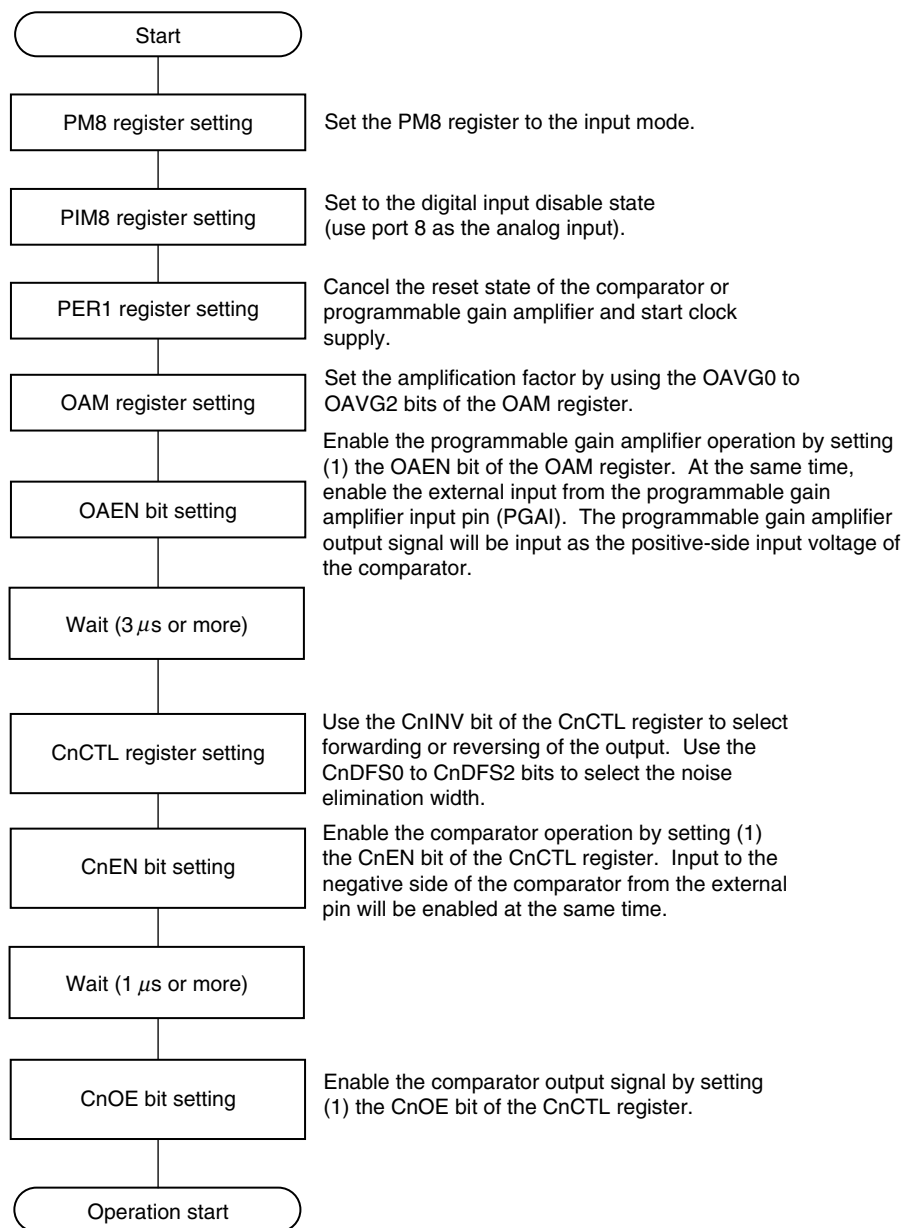 Start
PM8 register setting
Set the PM8 register to the input mode.
PIM8 register setting
Set to the digital input disable state
(use port 8 as the analog input).
PER1 register setting
Cancel the reset state of the comparator or
programmable gain amplifier and start clock
supply.
OAM register setting
Set the amplification factor by using the OAVG0 to
OAVG2 bits of the OAM register.
OAEN bit setting
Enable the programmable gain amplifier operation by setting
(1) the OAEN bit of the OAM register.  At the same time,
enable the external input from the programmable gain
amplifier input pin (PGAI).  The programmable gain amplifier
output signal will be input as the positive-side input voltage of
the comparator.
Wait (3 μs or more)
CnCTL register setting
Use the CnINV bit of the CnCTL register to select
forwarding or reversing of the output.  Use the
CnDFS0 to CnDFS2 bits to select the noise
elimination width.
CnEN bit setting
Enable the comparator operation by setting (1)
the CnEN bit of the CnCTL register.  Input to the
negative side of the comparator from the external
pin will be enabled at the same time.
Wait (1 μs or more)
CnOE bit setting
Enable the comparator output signal by setting
(1) the CnOE bit of the CnCTL register.
Operation start